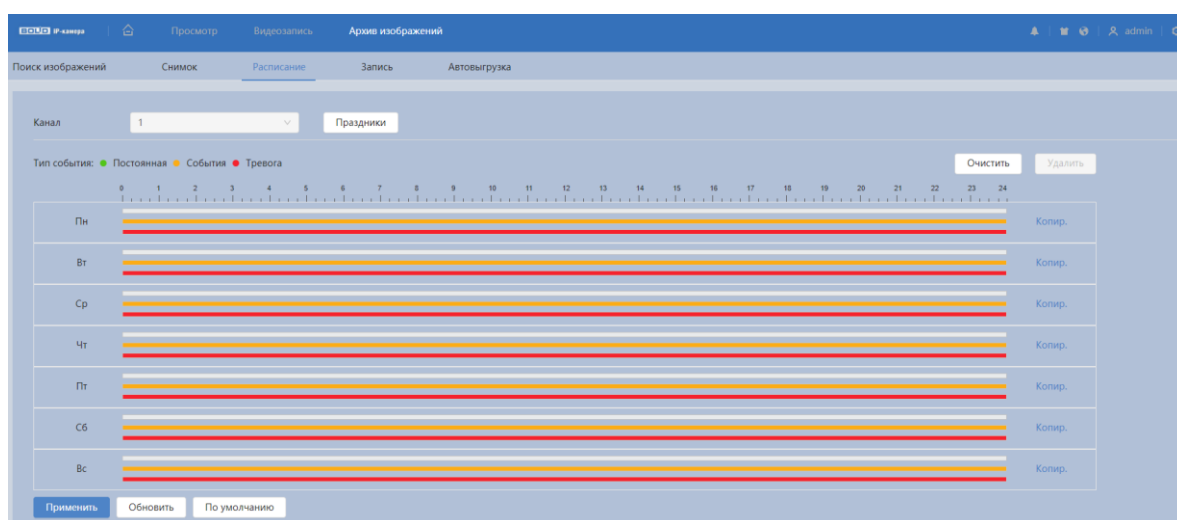 BOLID IP-камера Просмотр Видеозапись Архив изображений admin
Поиск изображений Снимок Расписание Запись Автовыгрузка
Канал 1 Праздники
Тип события: Постоянная События Тревога Очистить Удалить
0 1 2 3 4 5 6 7 8 9 10 11 12 13 14 15 16 17 18 19 20 21 22 23 24
Пн Копир.
Вт Копир.
Ср Копир.
Чт Копир.
Пт Копир.
Сб Копир.
Вс Копир.
Применить Обновить По умолчанию